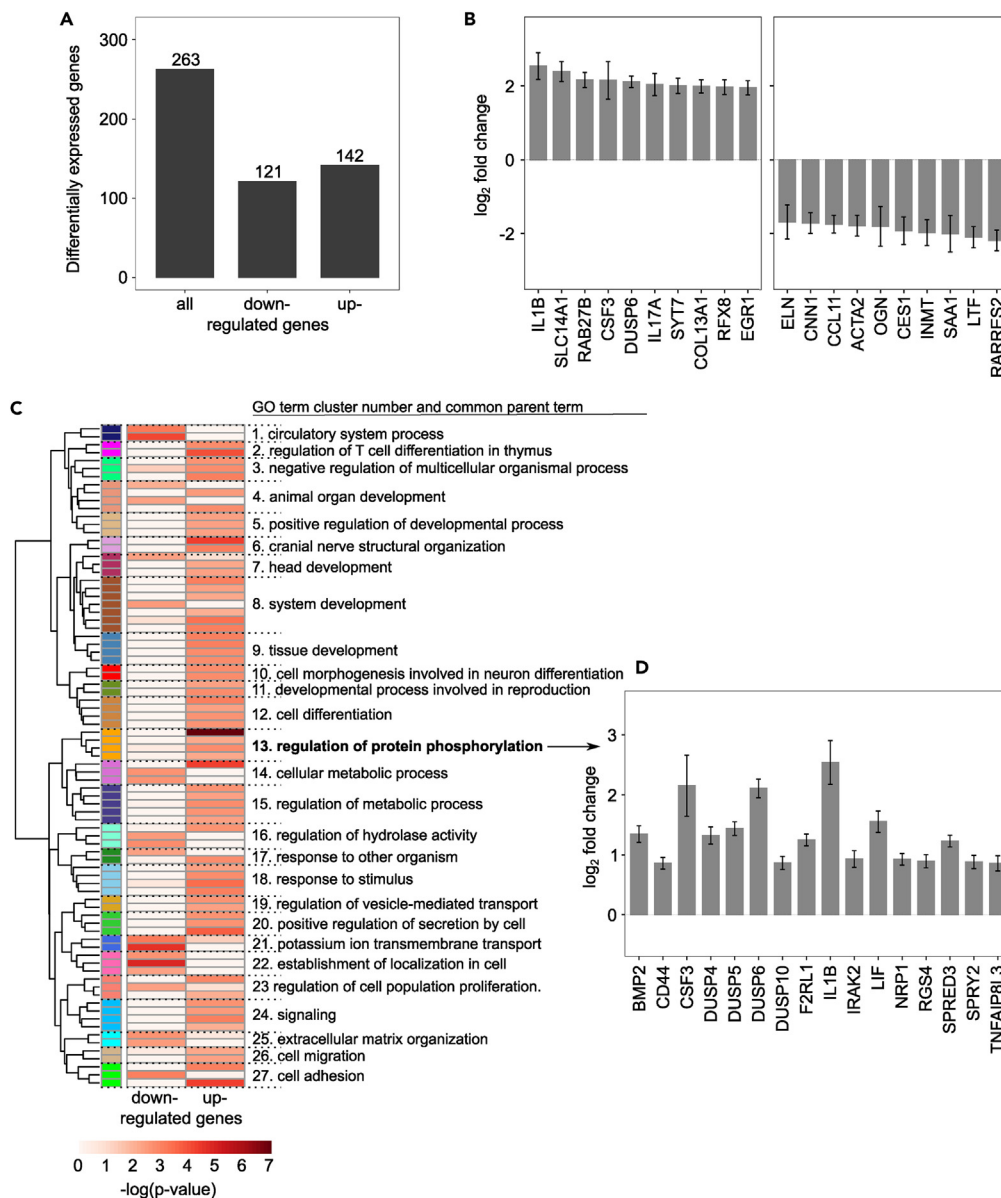 A
Differentially expressed genes
300
200
100
0
263
121
142
all
down-
up-
regulated genes
B
log2 fold change
2
0
-2
IL1B
SLC14A1
RAB27B
CSF3
DUSP6
IL17A
SYT7
COL13A1
RFX8
EGR1
ELN
CNN1
CCL11
ACTA2
OGN
CES1
INMT
SAA1
LTF
RARRES2
C
GO term cluster number and common parent term
1. circulatory system process
2. regulation of T cell differentiation in thymus
3. negative regulation of multicellular organismal process
4. animal organ development
5. positive regulation of developmental process
6. cranial nerve structural organization
7. head development
8. system development
9. tissue development
10. cell morphogenesis involved in neuron differentiation
11. developmental process involved in reproduction
12. cell differentiation
13. regulation of protein phosphorylation
14. cellular metabolic process
15. regulation of metabolic process
16. regulation of hydrolase activity
17. response to other organism
18. response to stimulus
19. regulation of vesicle-mediated transport
20. positive regulation of secretion by cell
21. potassium ion transmembrane transport
22. establishment of localization in cell
23 regulation of cell population proliferation.
24. signaling
25. extracellular matrix organization
26. cell migration
27. cell adhesion
down-
up-
regulated genes
0 1 2 3 4 5 6 7
-log(p-value)
D
log2 fold change
3
2
1
0
BMP2
CD44
CSF3
DUSP4
DUSP5
DUSP6
DUSP10
F2RL1
IL1B
IRAK2
LIF
NRP1
RGS4
SPRED3
SPRY2
TNFAIP8L3